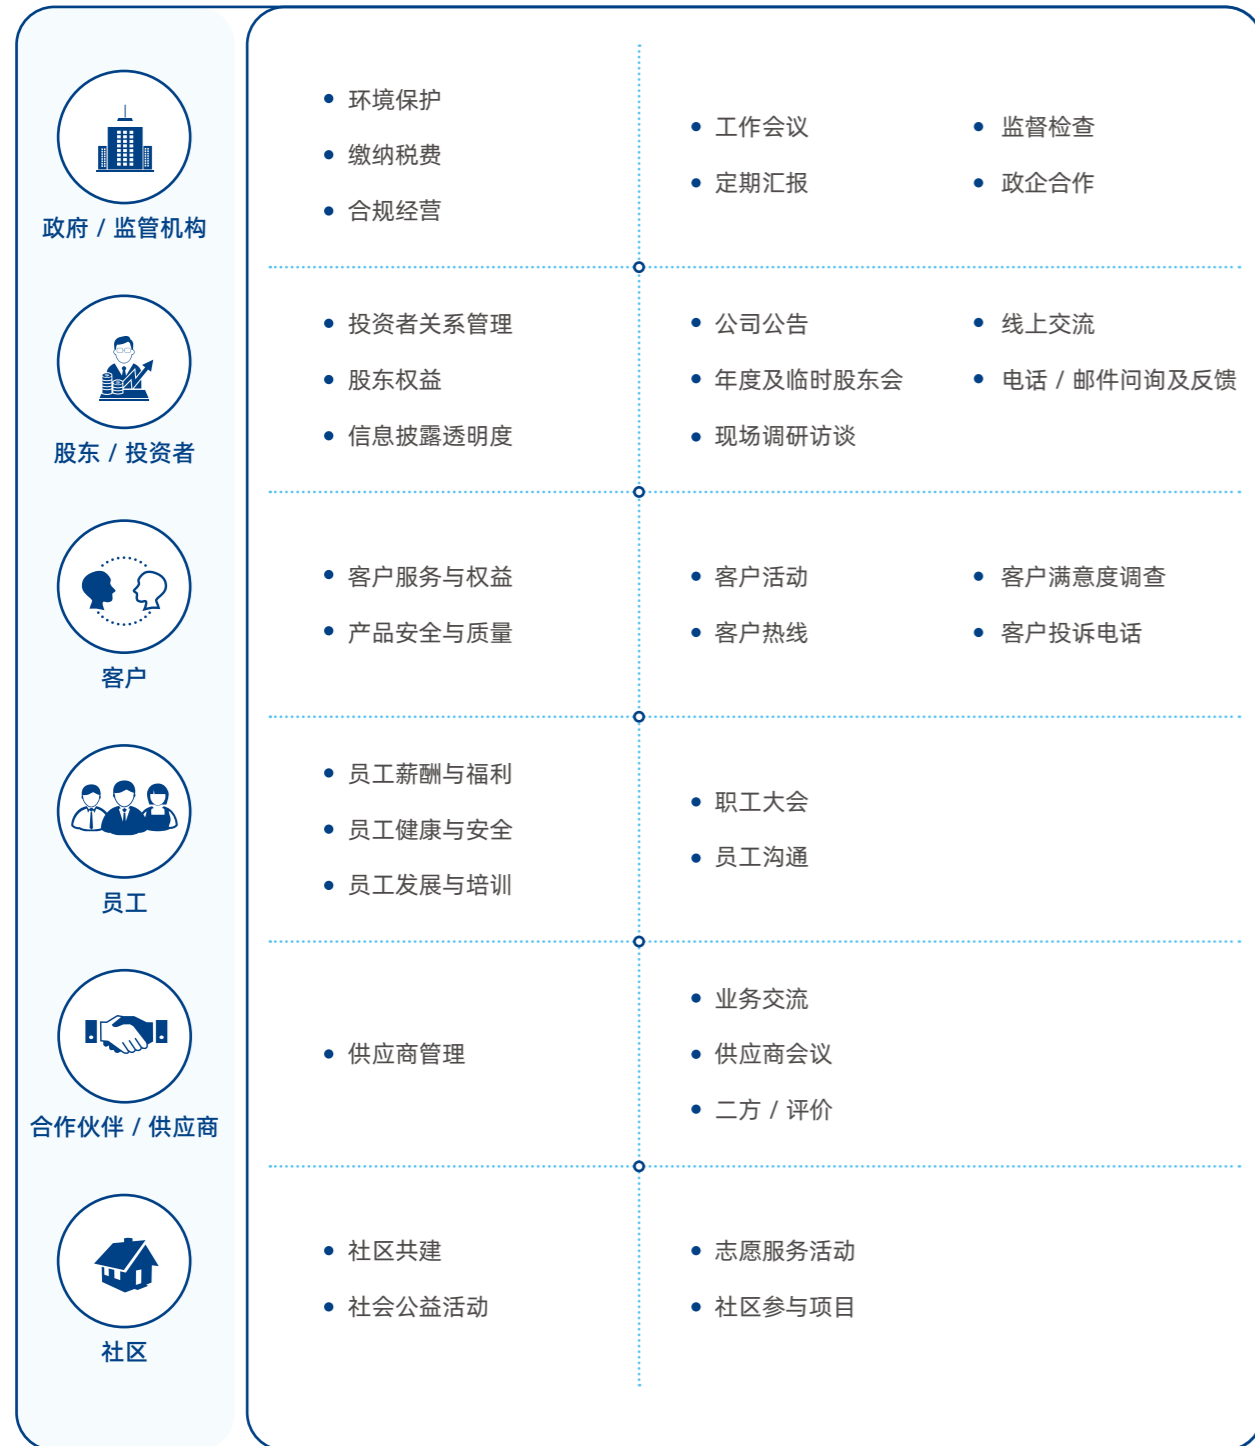 政府 / 监管机构
环境保护
缴纳税费
合规经营
工作会议
定期汇报
监督检查
政企合作
股东 / 投资者
投资者关系管理
股东权益
信息披露透明度
公司公告
年度及临时股东会
现场调研访谈
线上交流
电话 / 邮件问询及反馈
客户
客户服务与权益
产品安全与质量
客户活动
客户热线
客户满意度调查
客户投诉电话
员工
员工薪酬与福利
员工健康与安全
员工发展与培训
职工大会
员工沟通
合作伙伴 / 供应商
供应商管理
业务交流
供应商会议
二方 / 评价
社区
社区共建
社会公益活动
志愿服务活动
社区参与项目